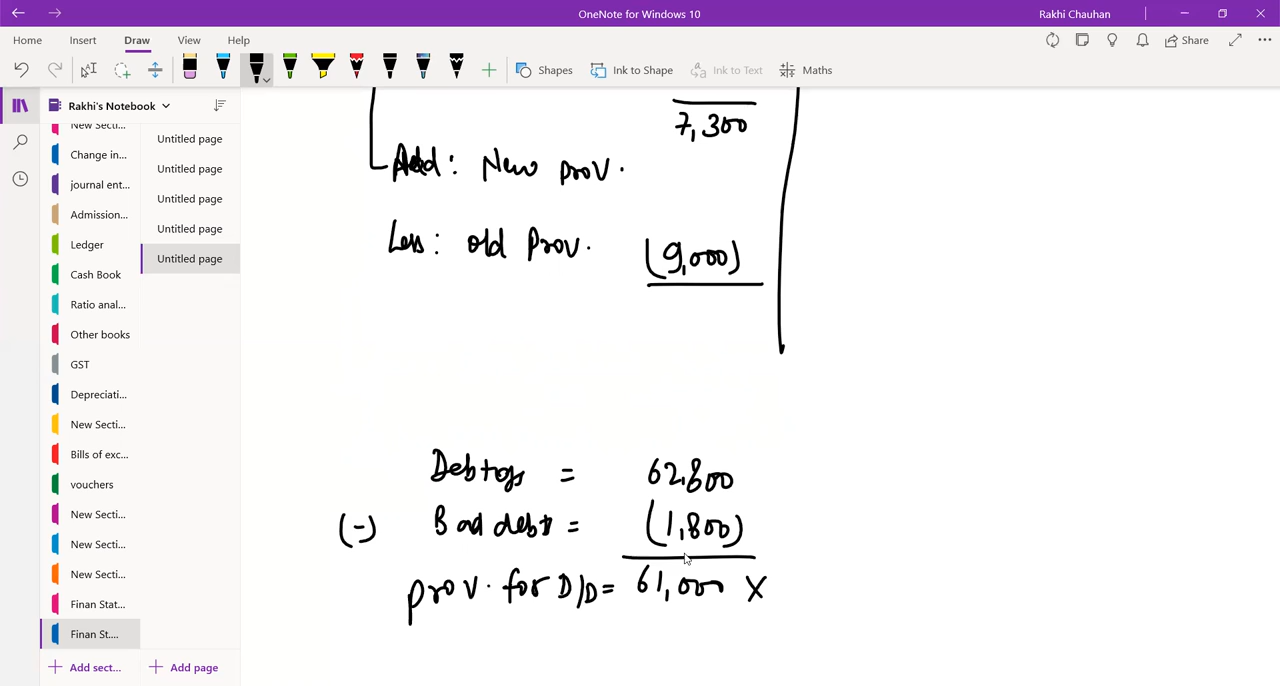 OneNote for Windows 10
Rakhi Chauhan
Home Insert Draw View Help
Share
Shapes Ink to Shape Ink to Text Maths
Rakhi's Notebook
New Secti...
Change in...
journal ent...
Admission...
Ledger
Cash Book
Ratio anal...
Other books
GST
Depreciati...
New Secti...
Bills of exc...
vouchers
New Secti...
New Secti...
New Secti...
Finan Stat...
Finan St....
Add sect...
Untitled page
Untitled page
Untitled page
Untitled page
Untitled page
Add page
7,300
Add: New prov.
Less: old Prov. (9,000)
Debtors = 62,800
(-) Bad debt = (1,800)
prov. for D/D = 61,000 X